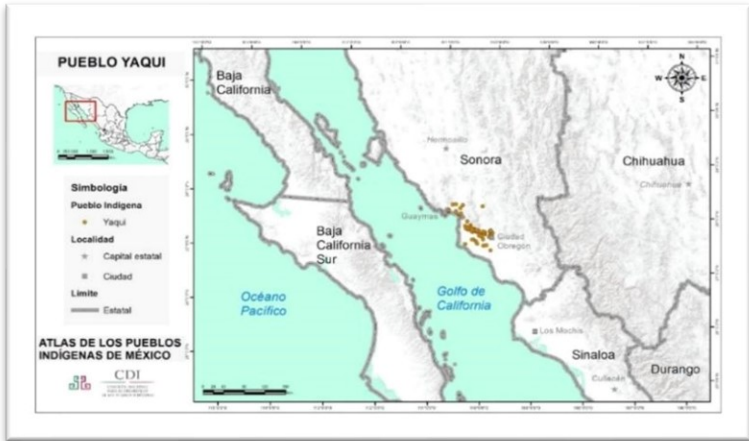 PUEBLO YAQUI
Simbología
Pueblo Indígena
Yaqui
Localidad
Capital estatal
Ciudad
Límite
Estatal
ATLAS DE LOS PUEBLOS
INDÍGENAS DE MÉXICO
CDI
Baja
California
Hermosillo
Sonora
Chihuahua
Chihuahua
Guaymas
Ciudad
Obregón
Baja
California
Sur
Océano
Pacífico
Golfo de
California
Los Mochis
Sinaloa
Culiacán
Durango
N
W
E
S